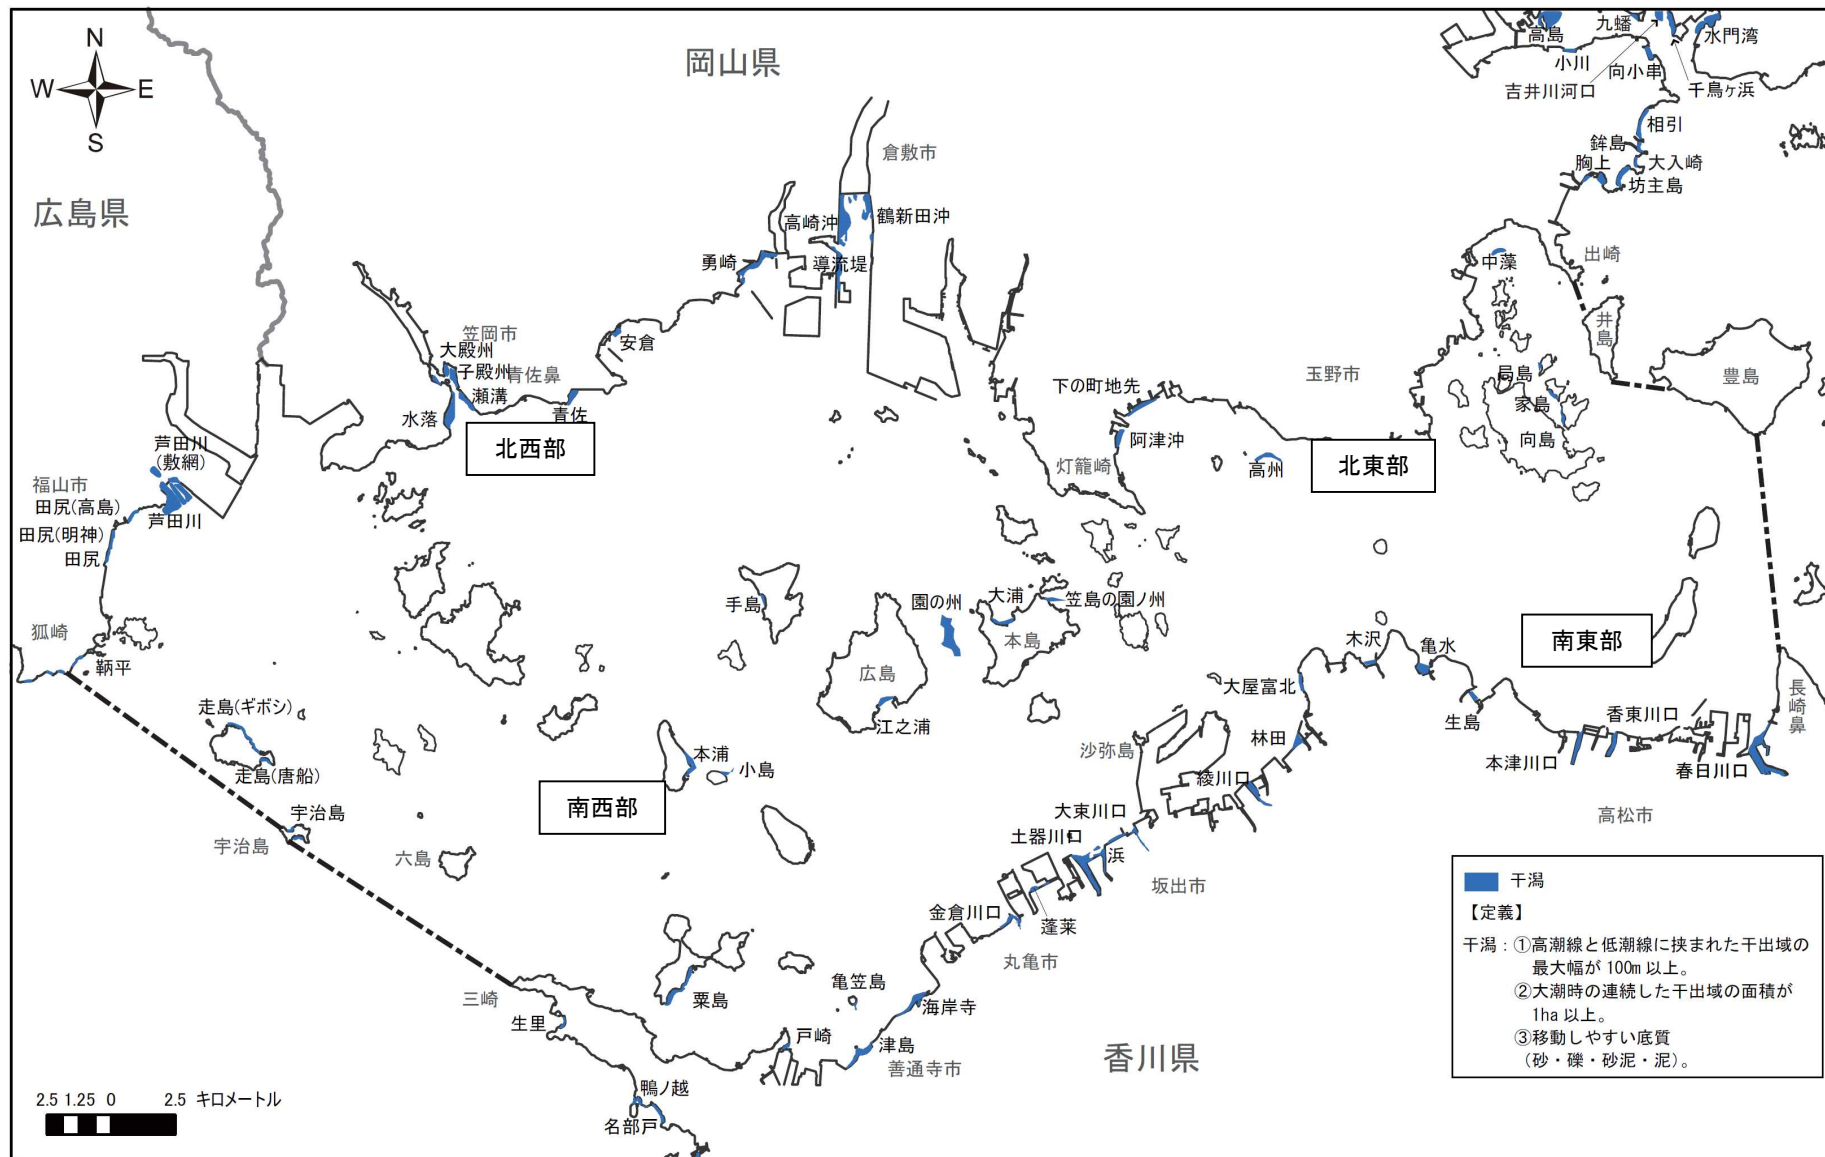 N
W
E
S
岡山県
広島県
倉敷市
高島
九蟠
水門湾
小川
向小串
吉井川河口
千鳥ヶ浜
相引
鉾島
胸上
大入崎
坊主島
高崎沖
鶴新田沖
勇崎
導流堤
中藻
出崎
笠岡市
大殿州
子殿州
青佐鼻
瀬溝
水落
青佐
安倉
北西部
下の町地先
玉野市
井島
豊島
局島
家島
向島
阿津沖
灯籠崎
高州
北東部
芦田川
(敷網)
福山市
田尻(高島)
芦田川
田尻(明神)
田尻
狐崎
鞆平
手島
園の州
大浦
笠島の園ノ州
本島
広島
江之浦
木沢
亀水
南東部
大屋富北
生島
長崎鼻
走島(ギボシ)
走島(唐船)
本浦
小島
南西部
沙弥島
林田
香東川口
本津川口
春日川口
綾川口
高松市
宇治島
宇治島
六島
大束川口
土器川口
浜
坂出市
金倉川口
蓬莱
丸亀市
三崎
生里
粟島
亀笠島
海岸寺
戸崎
津島
善通寺市
香川県
鴨ノ越
名部戸
2.5 1.25 0 2.5 キロメートル
干潟
【定義】
干潟：①高潮線と低潮線に挟まれた干出域の
最大幅が100m以上。
②大潮時の連続した干出域の面積が
1ha以上。
③移動しやすい底質
（砂・礫・砂泥・泥）。